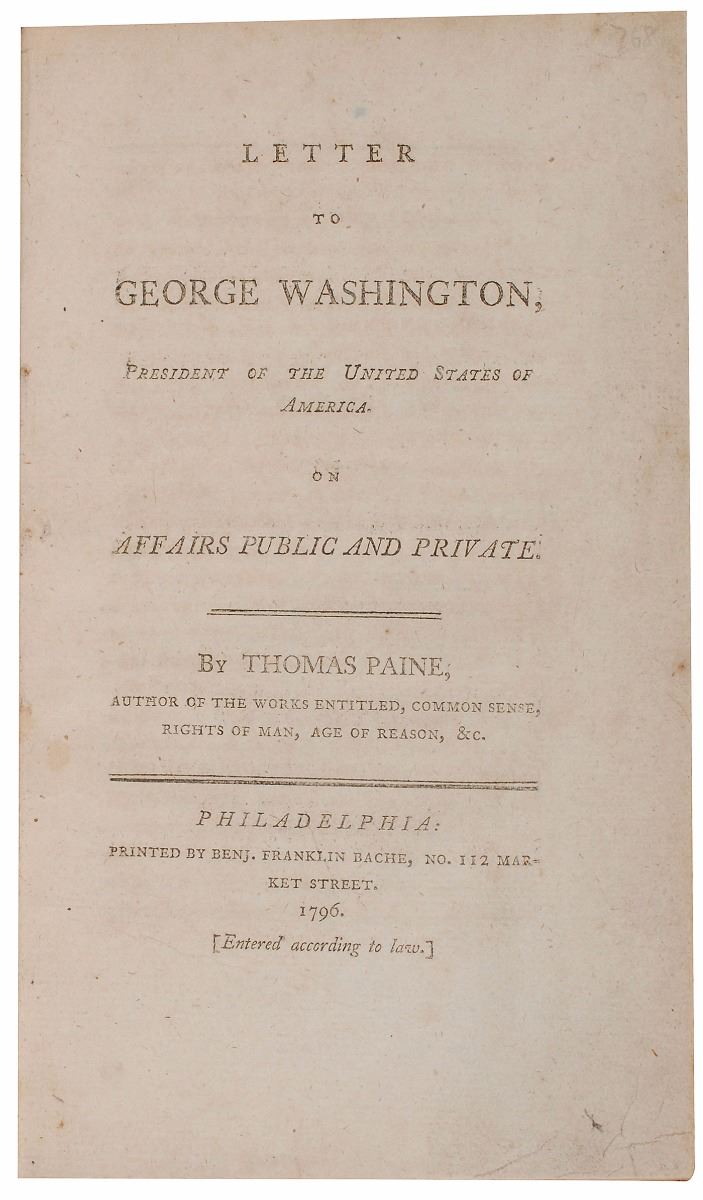 LETTER
TO
GEORGE WASHINGTON,
PRESIDENT OF THE UNITED STATES OF
AMERICA.
ON
AFFAIRS PUBLIC AND PRIVATE.
BY THOMAS PAINE,
AUTHOR OF THE WORKS ENTITLED, COMMON SENSE,
RIGHTS OF MAN, AGE OF REASON, &C.
PHILADELPHIA:
PRINTED BY BENJ. FRANKLIN BACHE, NO. 112 MAR=
KET STREET.
1796.
[Entered according to law.]